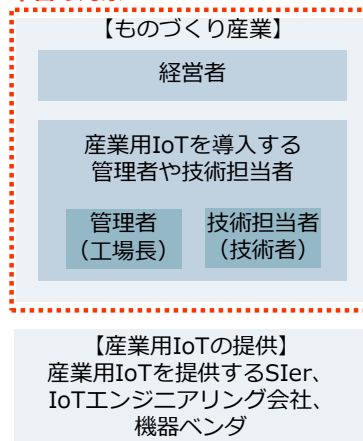 【ものづくり産業】
経営者
産業用IoTを導入する
管理者や技術担当者
管理者
（工場長）
技術担当者
（技術者）
【産業用IoTの提供】
産業用IoTを提供するSIer、
IoTエンジニアリング会社、
機器ベンダ